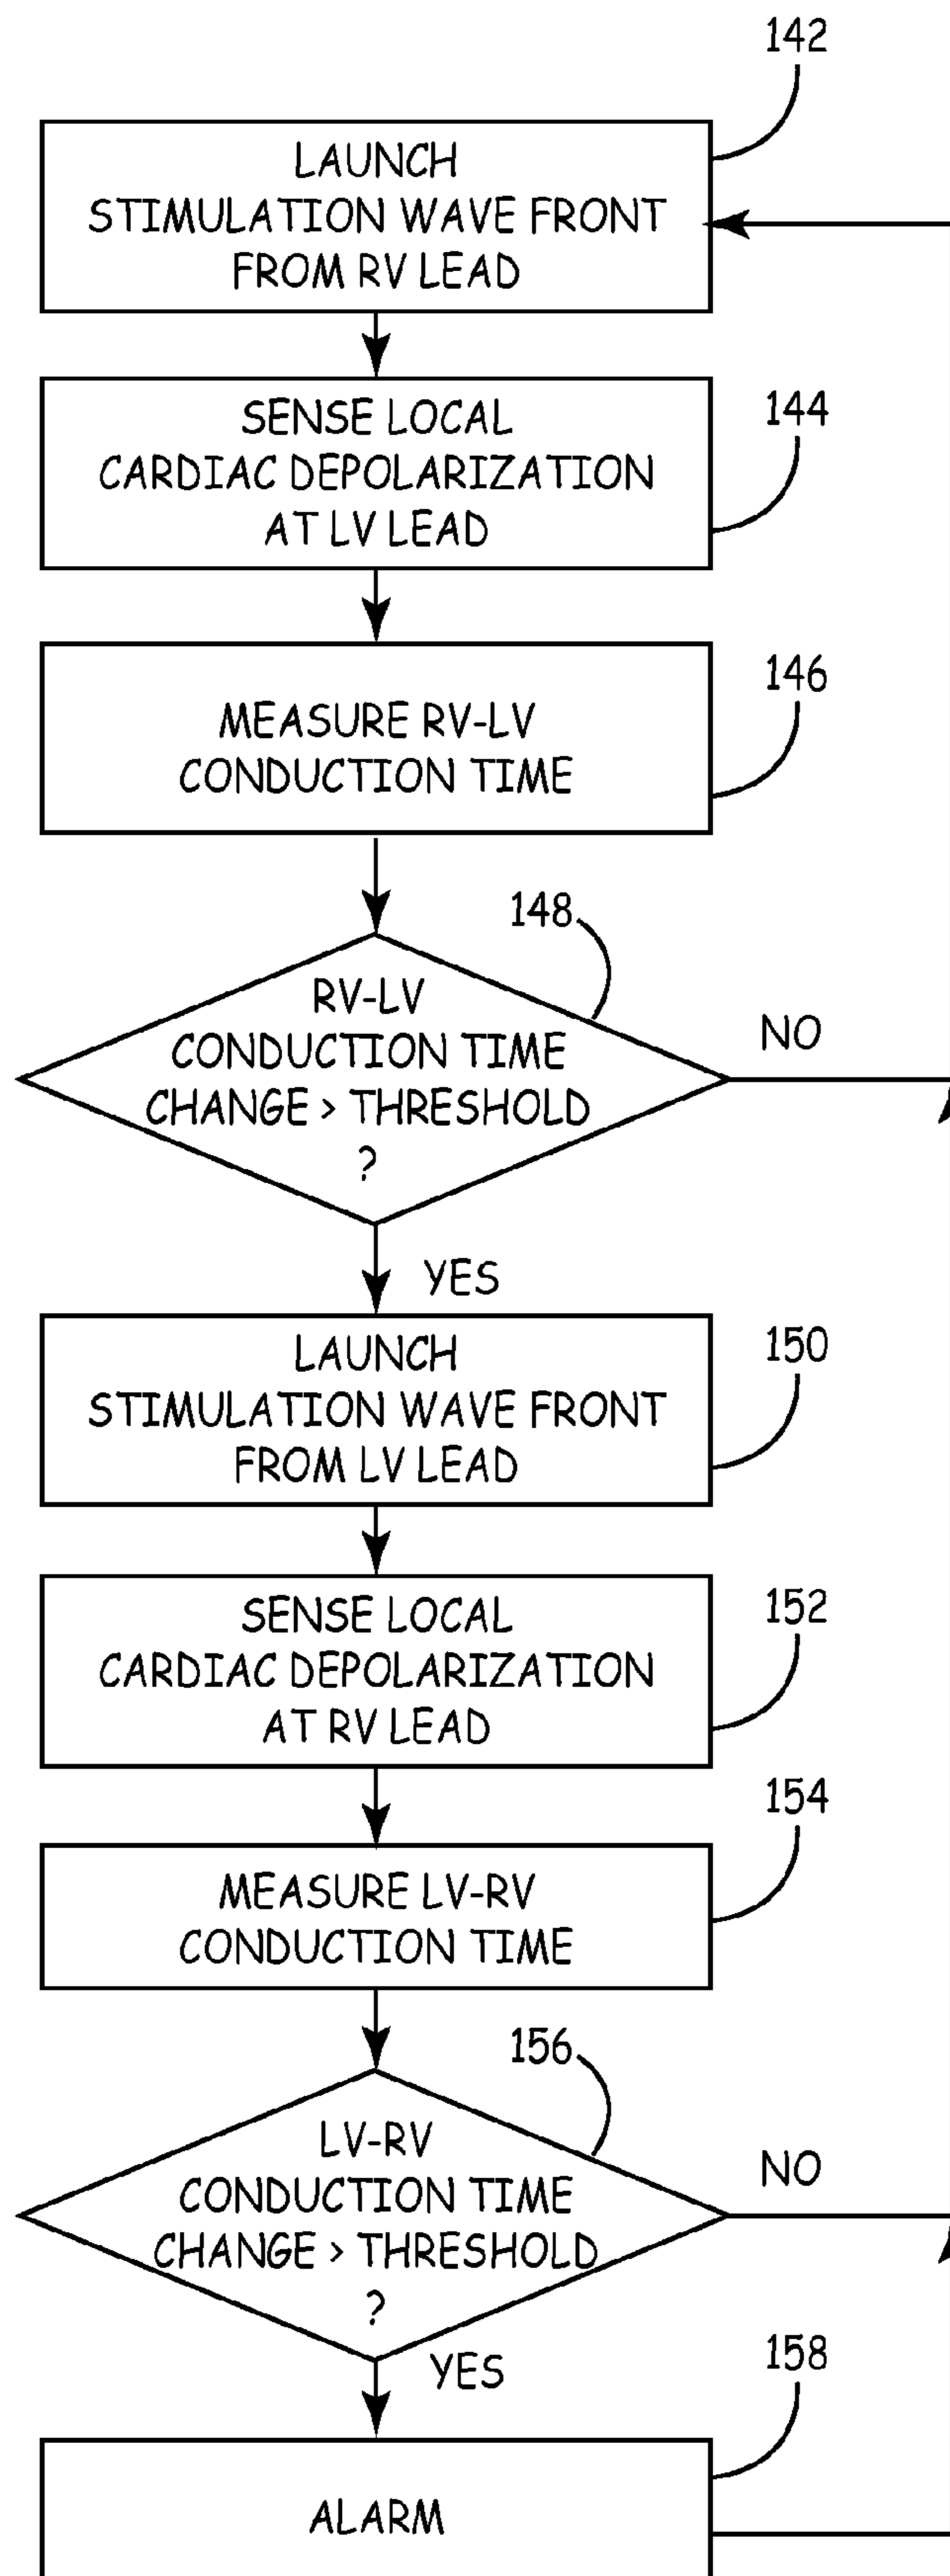 142
LAUNCH
STIMULATION WAVE FRONT
FROM RV LEAD
144
SENSE LOCAL
CARDIAC DEPOLARIZATION
AT LV LEAD
146
MEASURE RV-LV
CONDUCTION TIME
148
RV-LV
CONDUCTION TIME
CHANGE > THRESHOLD
?
NO
YES
150
LAUNCH
STIMULATION WAVE FRONT
FROM LV LEAD
152
SENSE LOCAL
CARDIAC DEPOLARIZATION
AT RV LEAD
154
MEASURE LV-RV
CONDUCTION TIME
156
LV-RV
CONDUCTION TIME
CHANGE > THRESHOLD
?
NO
YES
158
ALARM